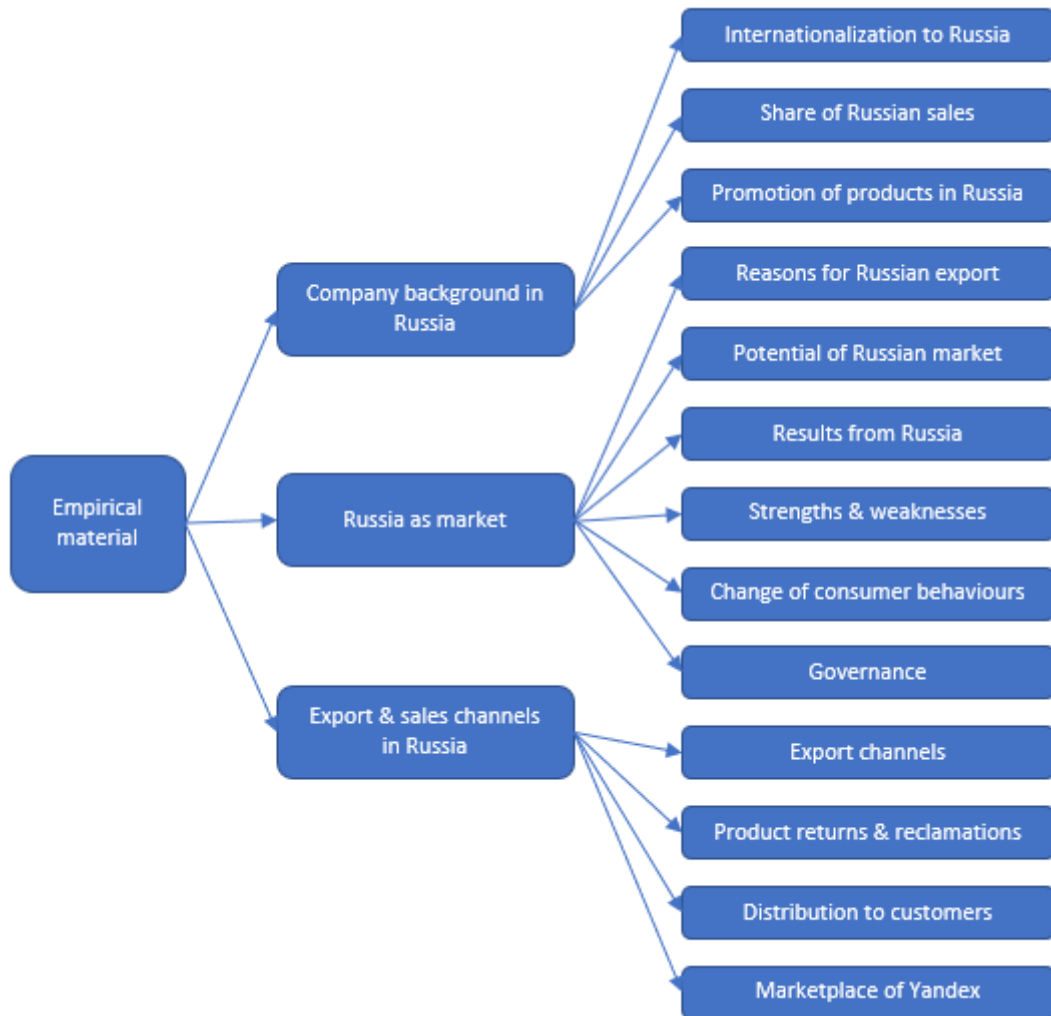 Internationalization to Russia
Share of Russian sales
Promotion of products in Russia
Company background in
Russia
Reasons for Russian export
Potential of Russian market
Results from Russia
Empirical
material
Russia as market
Strengths & weaknesses
Change of consumer behaviours
Governance
Export & sales channels
in Russia
Export channels
Product returns & reclamations
Distribution to customers
Marketplace of Yandex